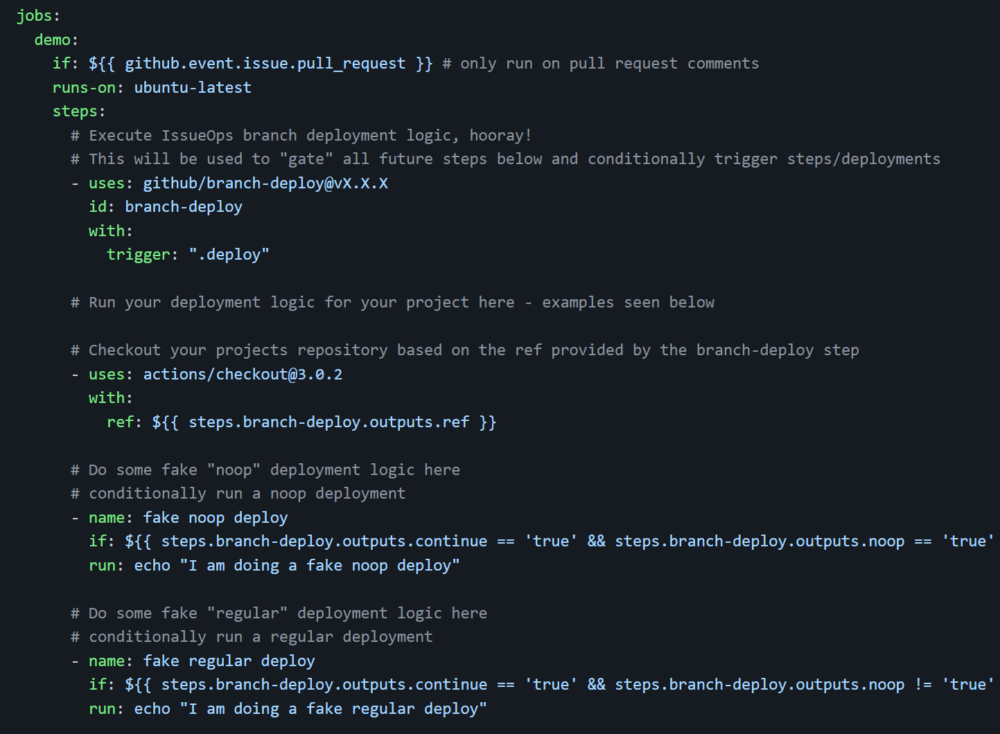 jobs:
  demo:
    if: ${{ github.event.issue.pull_request }} # only run on pull request comments
    runs-on: ubuntu-latest
    steps:
      # Execute IssueOps branch deployment logic, hooray!
      # This will be used to "gate" all future steps below and conditionally trigger steps/deployments
      - uses: github/branch-deploy@vX.X.X
        id: branch-deploy
        with:
          trigger: ".deploy"

      # Run your deployment logic for your project here - examples seen below

      # Checkout your projects repository based on the ref provided by the branch-deploy step
      - uses: actions/checkout@3.0.2
        with:
          ref: ${{ steps.branch-deploy.outputs.ref }}

      # Do some fake "noop" deployment logic here
      # conditionally run a noop deployment
      - name: fake noop deploy
        if: ${{ steps.branch-deploy.outputs.continue == 'true' && steps.branch-deploy.outputs.noop == 'true'
        run: echo "I am doing a fake noop deploy"

      # Do some fake "regular" deployment logic here
      # conditionally run a regular deployment
      - name: fake regular deploy
        if: ${{ steps.branch-deploy.outputs.continue == 'true' && steps.branch-deploy.outputs.noop != 'true'
        run: echo "I am doing a fake regular deploy"